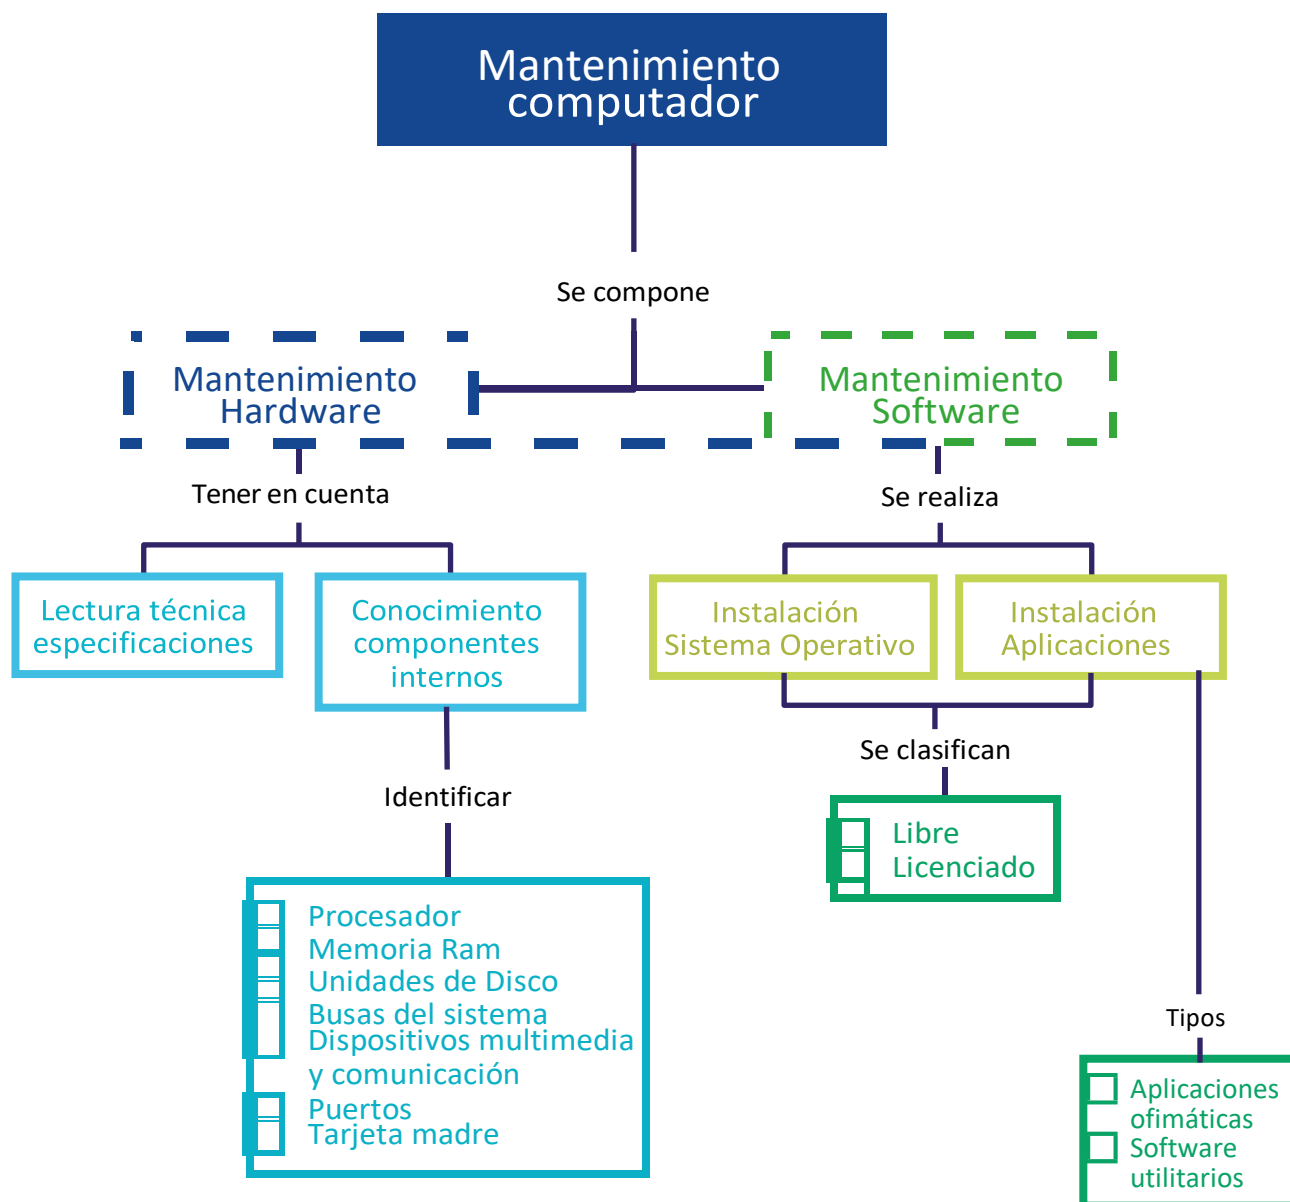 Mantenimiento
computador
Se compone
Mantenimiento
Hardware
Mantenimiento
Software
Tener en cuenta
Se realiza
Lectura técnica
especificaciones
Conocimiento
componentes
internos
Instalación
Sistema Operativo
Instalación
Aplicaciones
Se clasifican
Identificar
Libre
Licenciado
Procesador
Memoria Ram
Unidades de Disco
Busas del sistema
Dispositivos multimedia
y comunicación
Puertos
Tarjeta madre
Tipos
Aplicaciones
ofimáticas
Software
utilitarios